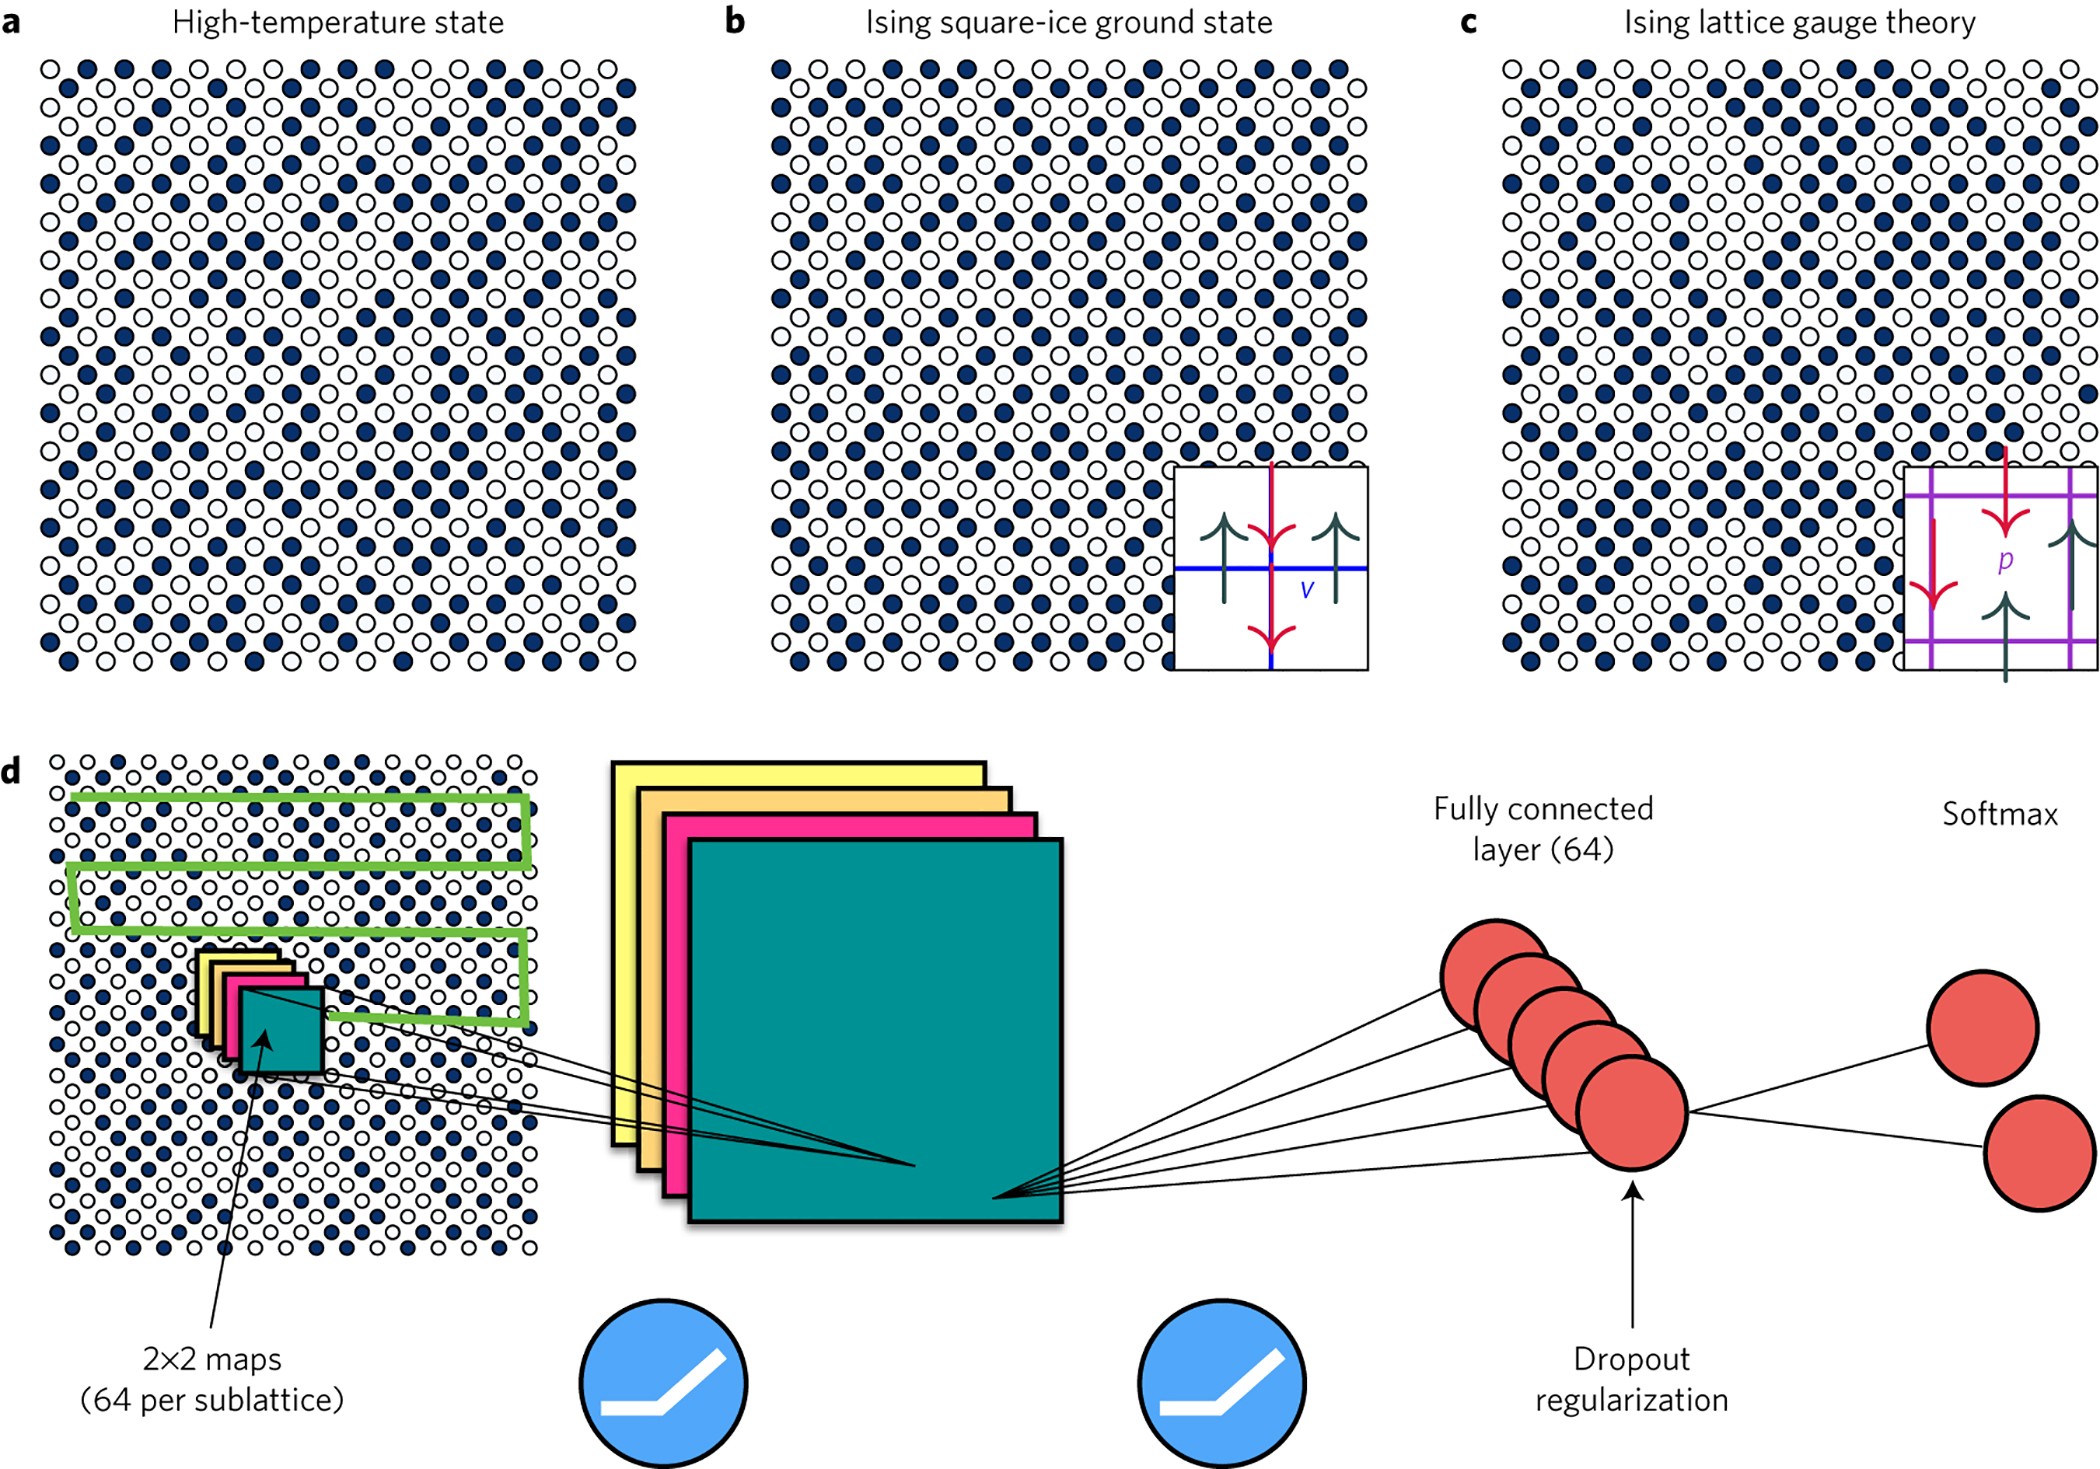 a
High-temperature state
b
Ising square-ice ground state
c
Ising lattice gauge theory
v
p
d
Fully connected
layer (64)
Softmax
2×2 maps
(64 per sublattice)
Dropout
regularization